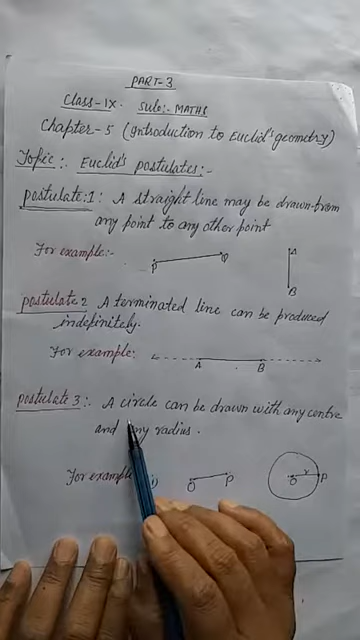 PART-3
Class-IX. Sub:- MATHS
Chapter-5 (Introduction to Euclid's geometry)
Topic:- Euclid's postulates:-
postulate:1: A straight line may be drawn from
any point to any other point
For example:-
P Q A
B
postulate 2 A terminated line can be produced
indefinitely.
For example:
A B
postulate 3:- A circle can be drawn with any centre
and any radius.
For example i)
O P O r P